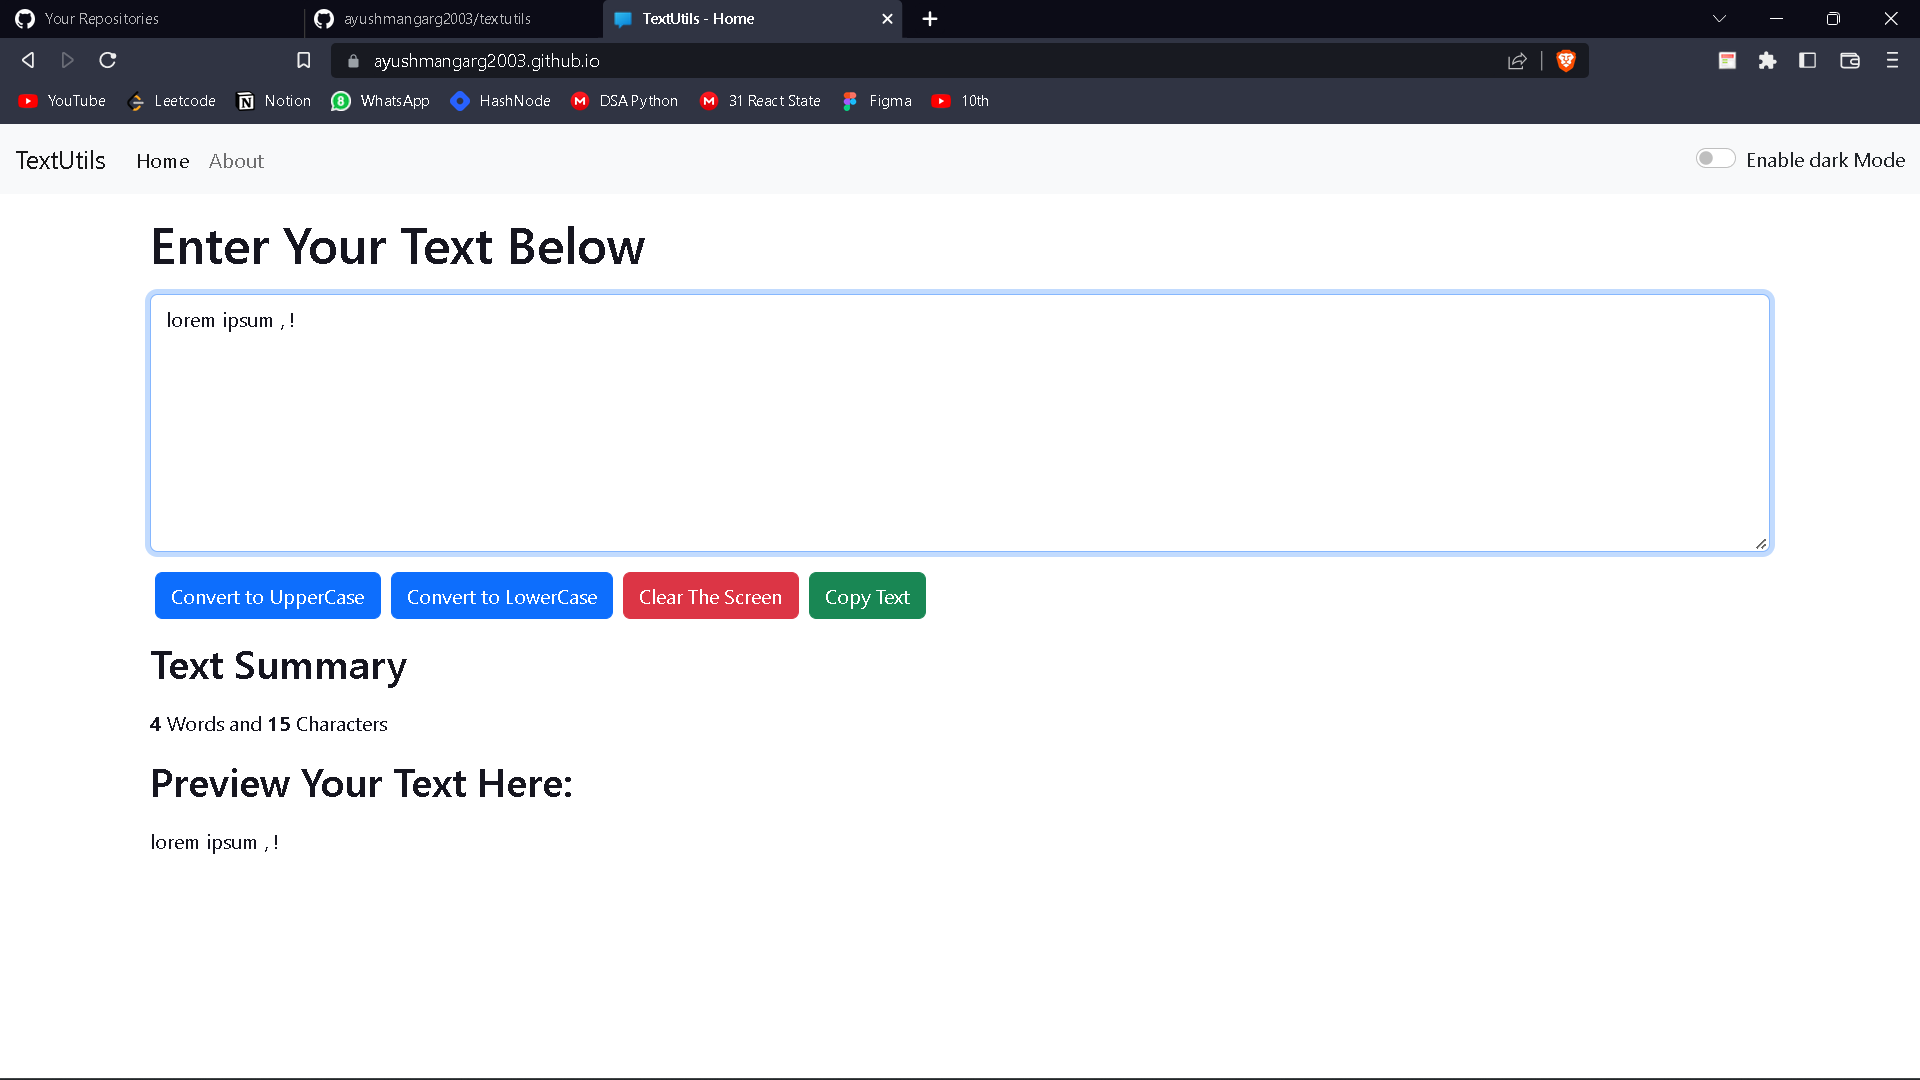 Your Repositories ayushmangarg2003/textutils TextUtils - Home
ayushmangarg2003.github.io
YouTube Leetcode Notion 8 WhatsApp HashNode M DSA Python M 31 React State Figma 10th
TextUtils Home About Enable dark Mode
Enter Your Text Below
lorem ipsum , !
Convert to UpperCase Convert to LowerCase Clear The Screen Copy Text
Text Summary
4 Words and 15 Characters
Preview Your Text Here:
lorem ipsum , !